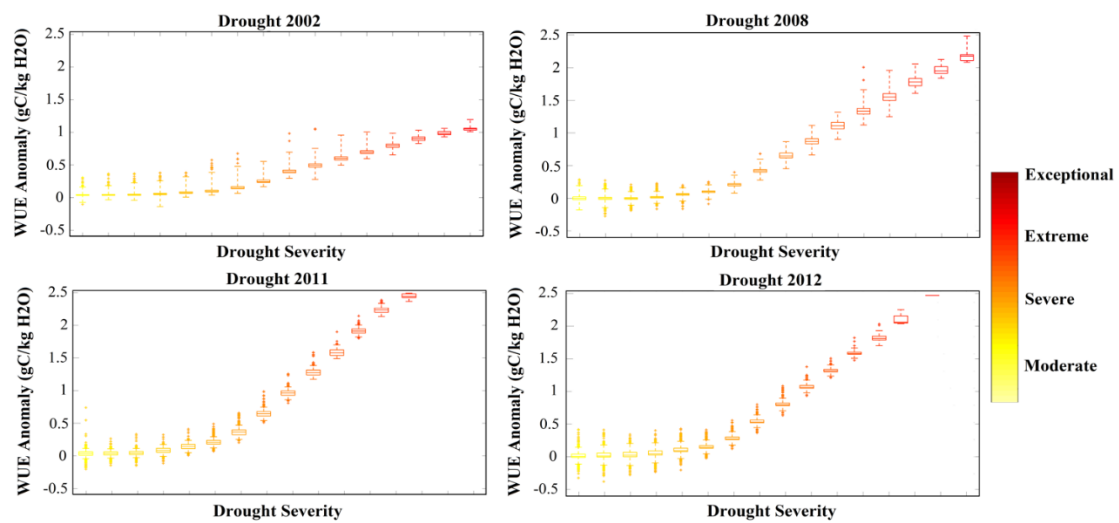 Drought 2002
WUE Anomaly (gC/kg H2O)
2.5
2
1.5
1
0.5
0
-0.5
Drought Severity
Drought 2008
WUE Anomaly (gC/kg H2O)
2.5
2
1.5
1
0.5
0
-0.5
Drought Severity
Drought 2011
WUE Anomaly (gC/kg H2O)
2.5
2
1.5
1
0.5
0
-0.5
Drought Severity
Drought 2012
WUE Anomaly (gC/kg H2O)
2.5
2
1.5
1
0.5
0
-0.5
Drought Severity
Exceptional
Extreme
Severe
Moderate